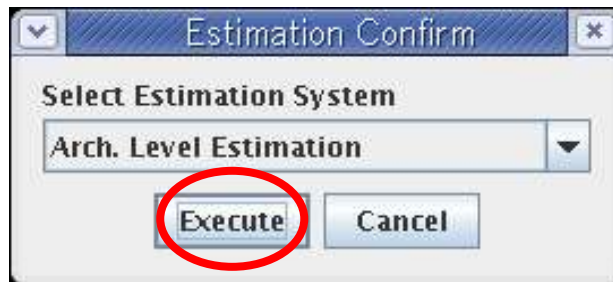 Estimation Confirm
Select Estimation System
Arch. Level Estimation
Execute Cancel